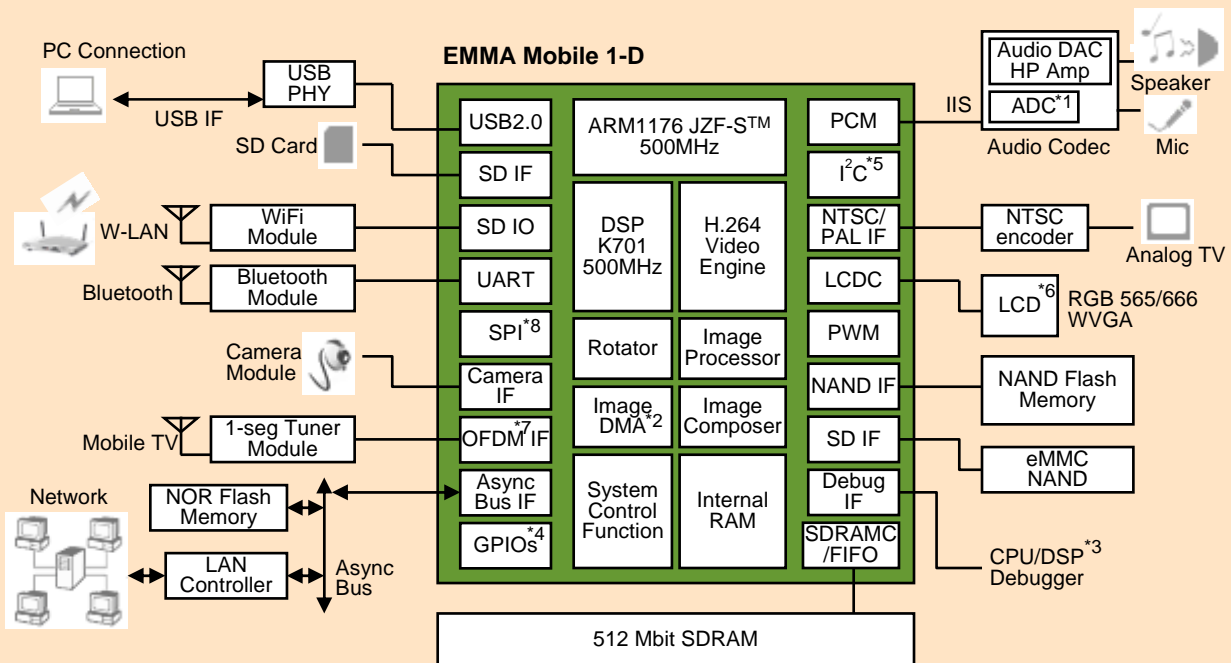 PC Connection
USB IF
USB
PHY
SD Card
W-LAN
WiFi
Module
Bluetooth
Bluetooth
Module
Camera
Module
Mobile TV
1-seg Tuner
Module
Network
NOR Flash
Memory
LAN
Controller
Async
Bus
EMMA Mobile 1-D
USB2.0
SD IF
SD IO
UART
SPI*8
Camera
IF
OFDM*7 IF
Async
Bus IF
GPIOs*4
ARM1176 JZF-S™
500MHz
DSP
K701
500MHz
H.264
Video
Engine
Rotator
Image
Processor
Image
DMA*2
Image
Composer
System
Control
Function
Internal
RAM
PCM
I²C*5
NTSC/
PAL IF
LCDC
PWM
NAND IF
SD IF
Debug
IF
SDRAMC
/FIFO
IIS
Audio DAC
HP Amp
ADC*1
Audio Codec
Speaker
Mic
NTSC
encoder
Analog TV
LCD*6
RGB 565/666
WVGA
NAND Flash
Memory
eMMC
NAND
CPU/DSP*3
Debugger
512 Mbit SDRAM